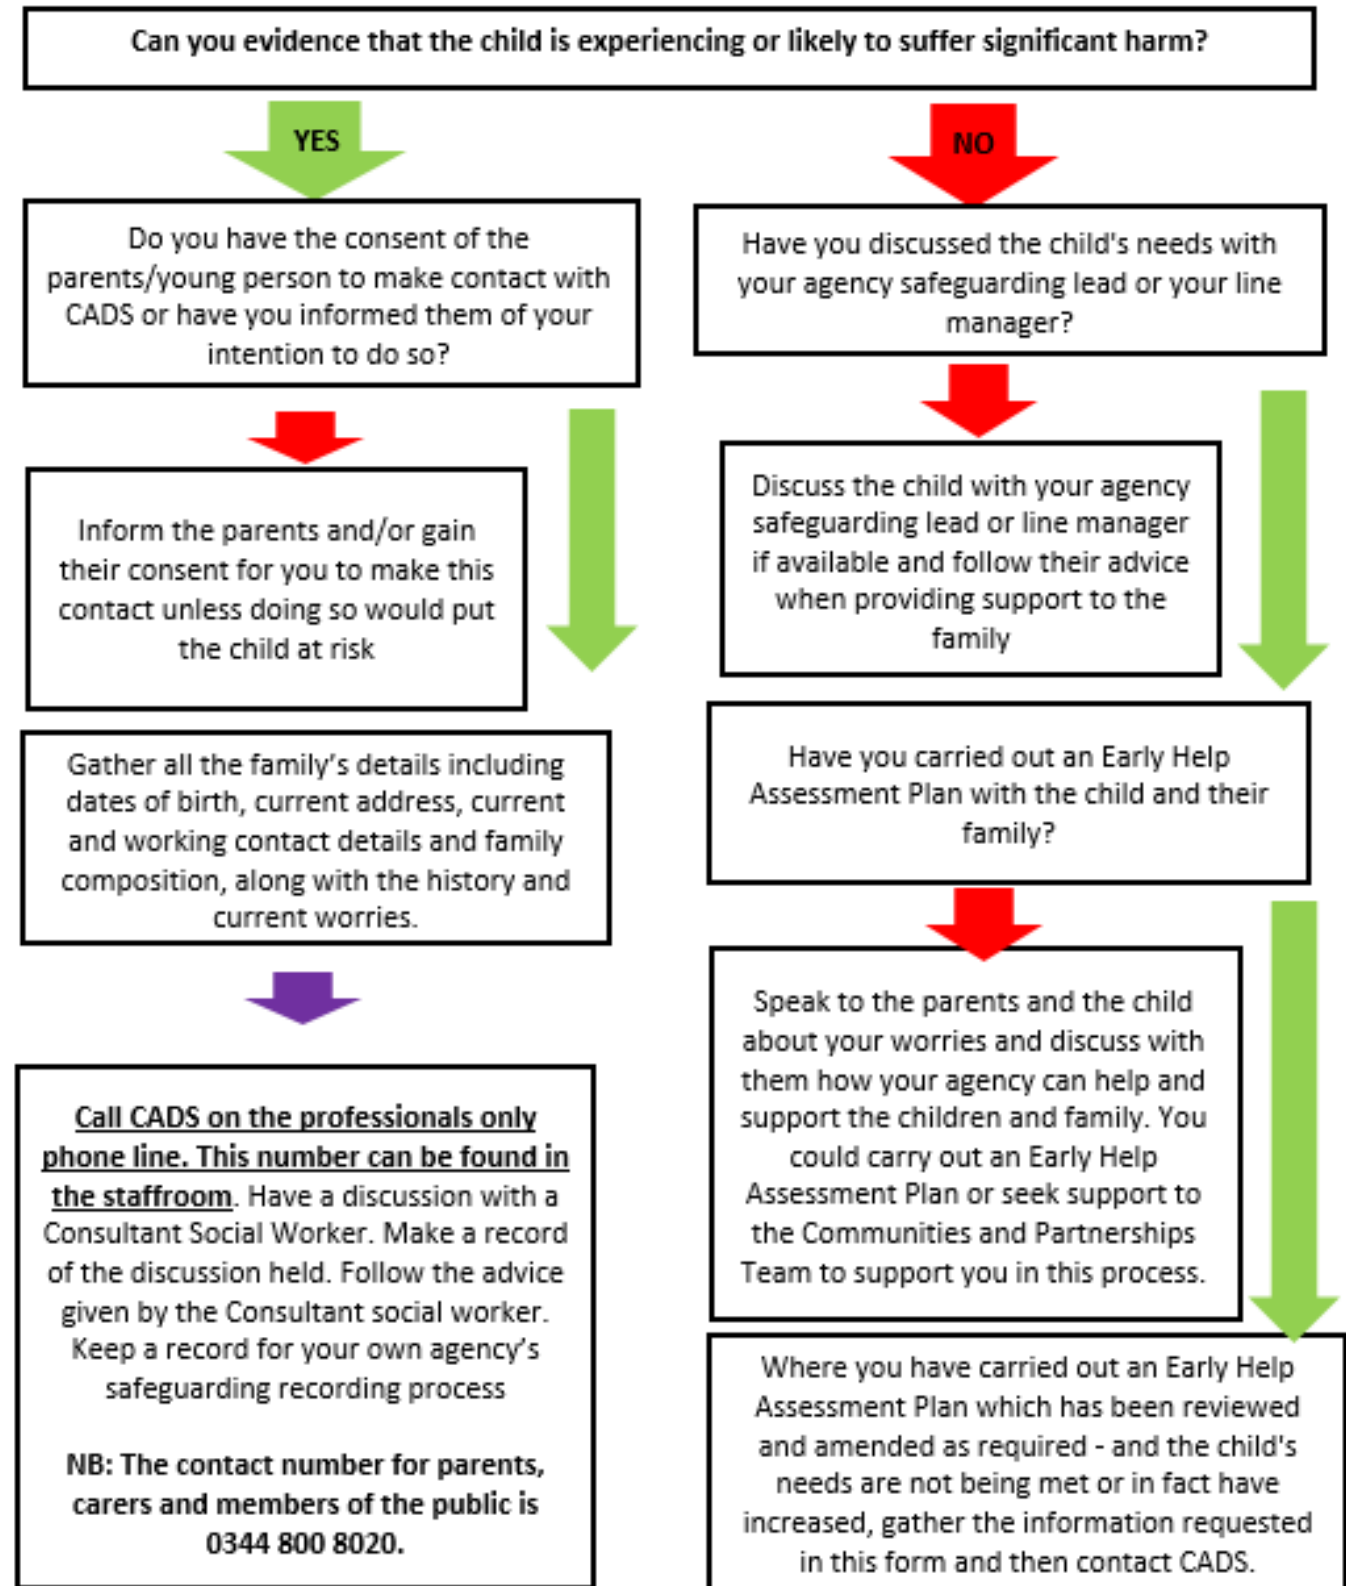 Can you evidence that the child is experiencing or likely to suffer significant harm?
YES
NO
Do you have the consent of the
parents/young person to make contact with
CADS or have you informed them of your
intention to do so?
Have you discussed the child's needs with
your agency safeguarding lead or your line
manager?
Inform the parents and/or gain
their consent for you to make this
contact unless doing so would put
the child at risk
Discuss the child with your agency
safeguarding lead or line manager
if available and follow their advice
when providing support to the
family
Gather all the family’s details including
dates of birth, current address, current
and working contact details and family
composition, along with the history and
current worries.
Have you carried out an Early Help
Assessment Plan with the child and their
family?
Call CADS on the professionals only
phone line. This number can be found in
the staffroom. Have a discussion with a
Consultant Social Worker. Make a record
of the discussion held. Follow the advice
given by the Consultant social worker.
Keep a record for your own agency’s
safeguarding recording process
NB: The contact number for parents,
carers and members of the public is
0344 800 8020.
Speak to the parents and the child
about your worries and discuss with
them how your agency can help and
support the children and family. You
could carry out an Early Help
Assessment Plan or seek support to
the Communities and Partnerships
Team to support you in this process.
Where you have carried out an Early Help
Assessment Plan which has been reviewed
and amended as required - and the child's
needs are not being met or in fact have
increased, gather the information requested
in this form and then contact CADS.